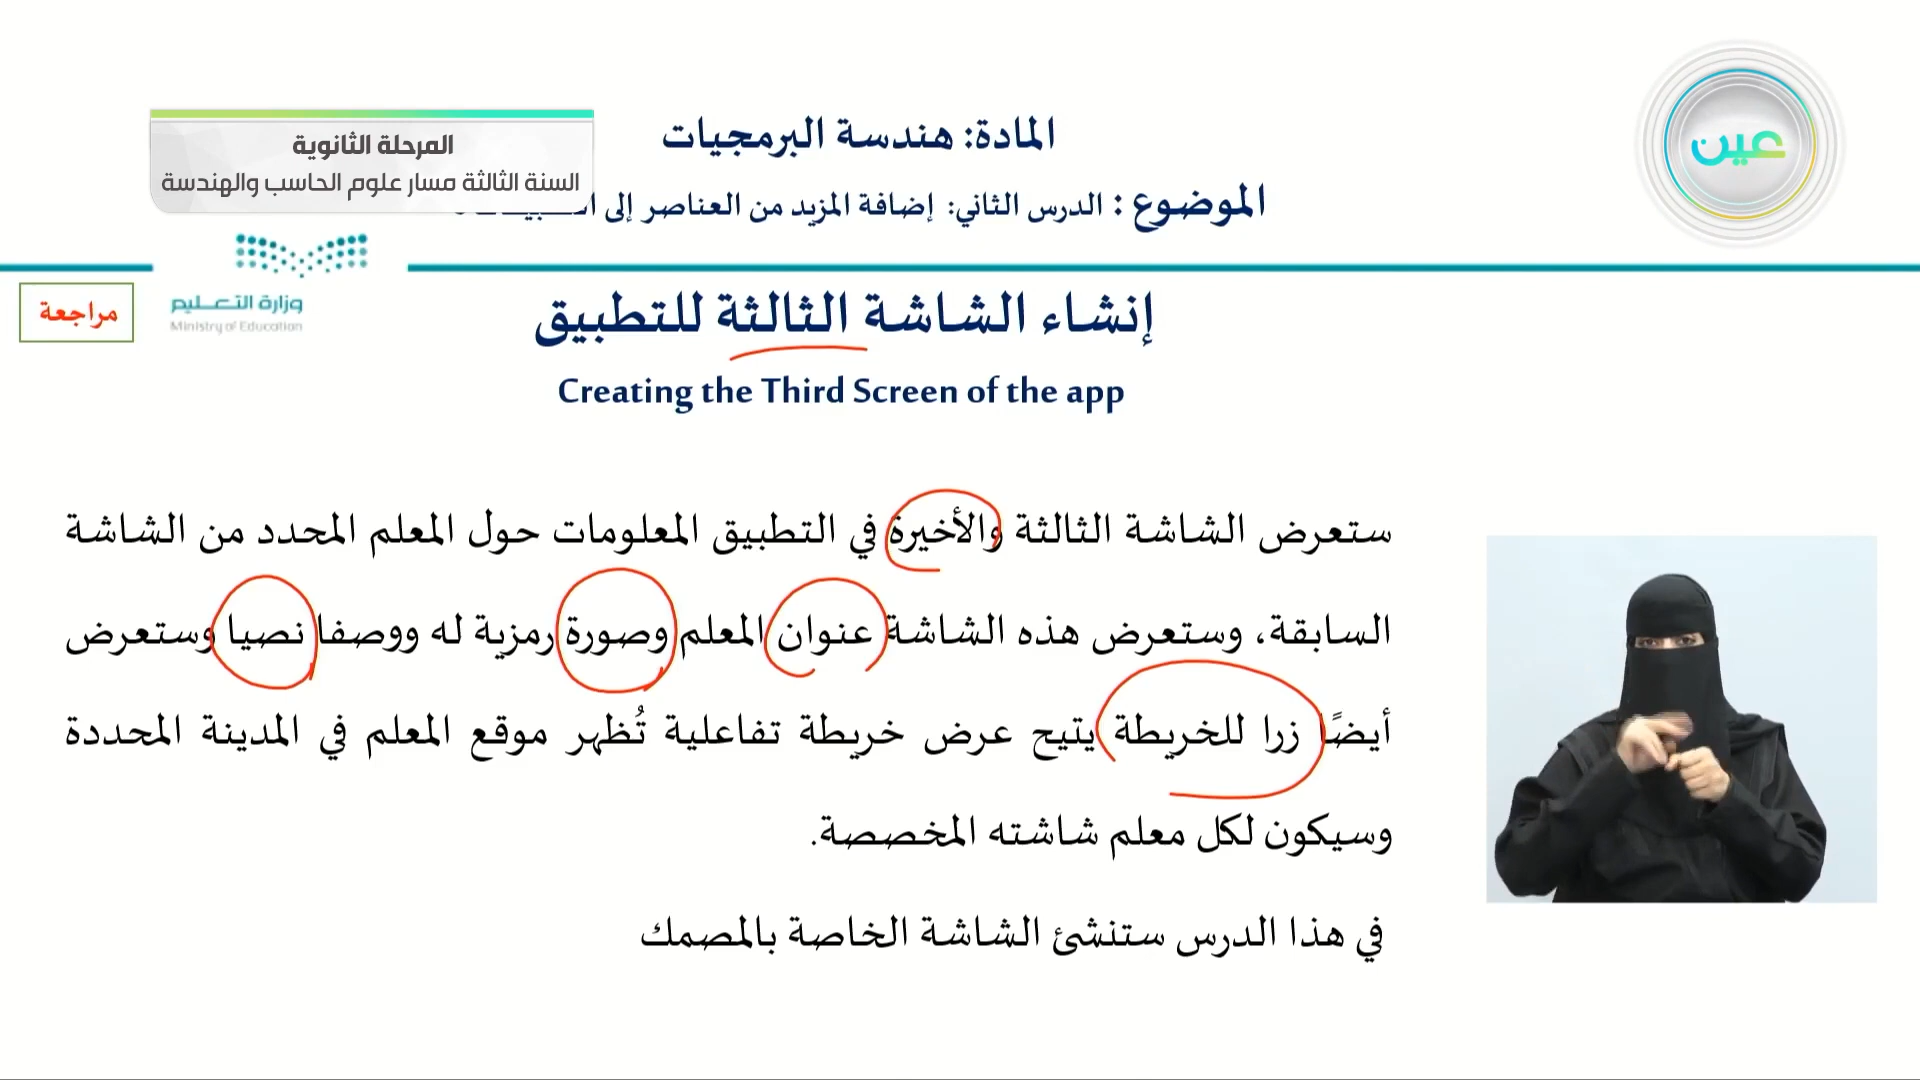 المرحلة الثانوية
السنة الثالثة مسار علوم الحاسب والهندسة
المادة: هندسة البرمجيات
الموضوع : الدرس الثاني: إضافة المزيد من العناصر إلى
عين
وزارة التعليم
Ministry of Education
مراجعة
إنشاء الشاشة الثالثة للتطبيق
Creating the Third Screen of the app
ستعرض الشاشة الثالثة والأخيرة في التطبيق المعلومات حول المعلم المحدد من الشاشة
السابقة، وستعرض هذه الشاشة عنوان المعلم وصورة رمزية له ووصفا نصيا وستعرض
أيضًا زرا للخريطة يتيح عرض خريطة تفاعلية تُظهر موقع المعلم في المدينة المحددة
وسيكون لكل معلم شاشته المخصصة.
في هذا الدرس ستنشئ الشاشة الخاصة بالمصمك